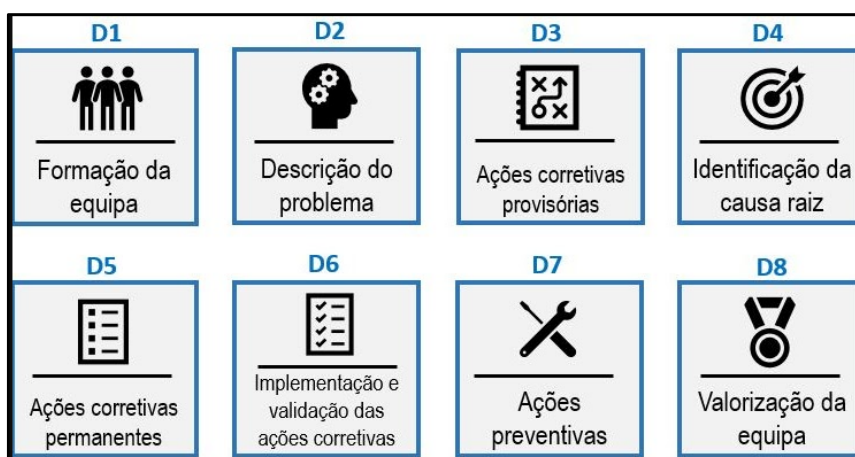 D1
D2
D3
D4
Formação da
equipa
Descrição do
problema
Ações corretivas
provisórias
Identificação da
causa raiz
D5
D6
D7
D8
Ações corretivas
permanentes
Implementação e
validação das
ações corretivas
Ações
preventivas
Valorização da
equipa